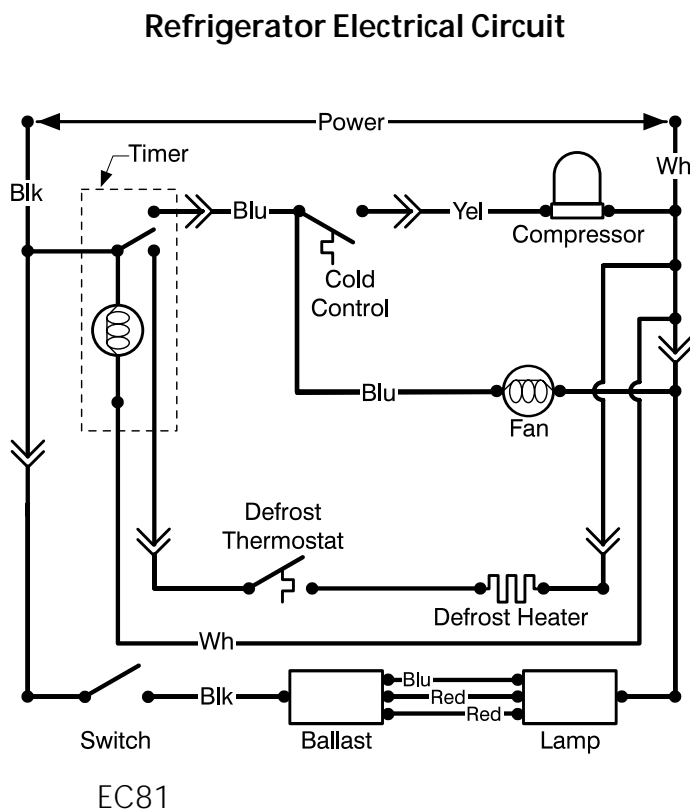 Refrigerator Electrical Circuit
Power
Timer
Blk
Wh
Blu
Yel
Compressor
Cold
Control
Blu
Fan
Defrost
Thermostat
Defrost Heater
Wh
Blu
Blk
Red
Red
Switch
Ballast
Lamp
EC81